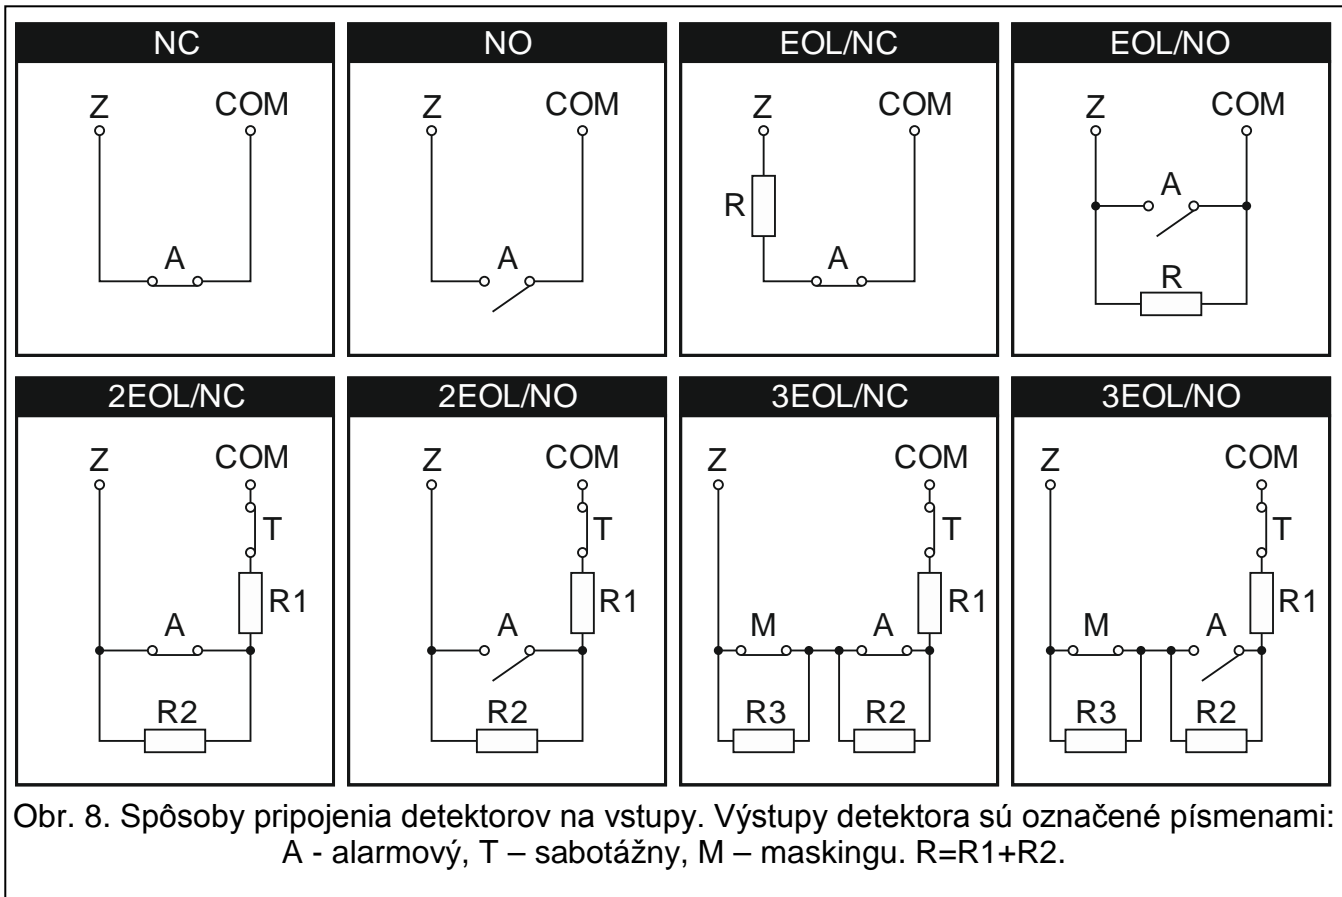 NC
NO
EOL/NC
EOL/NO
Z COM
A
Z COM
A
Z COM
R
A
Z COM
A
R
2EOL/NC
2EOL/NO
3EOL/NC
3EOL/NO
Z COM
T
R1
A
R2
Z COM
T
R1
A
R2
Z COM
T
R1
M A
R3 R2
Z COM
T
R1
M A
R3 R2
Obr. 8. Spôsoby pripojenia detektorov na vstupy. Výstupy detektora sú označené písmenami:
A - alarmový, T – sabotážny, M – maskingu. R=R1+R2.